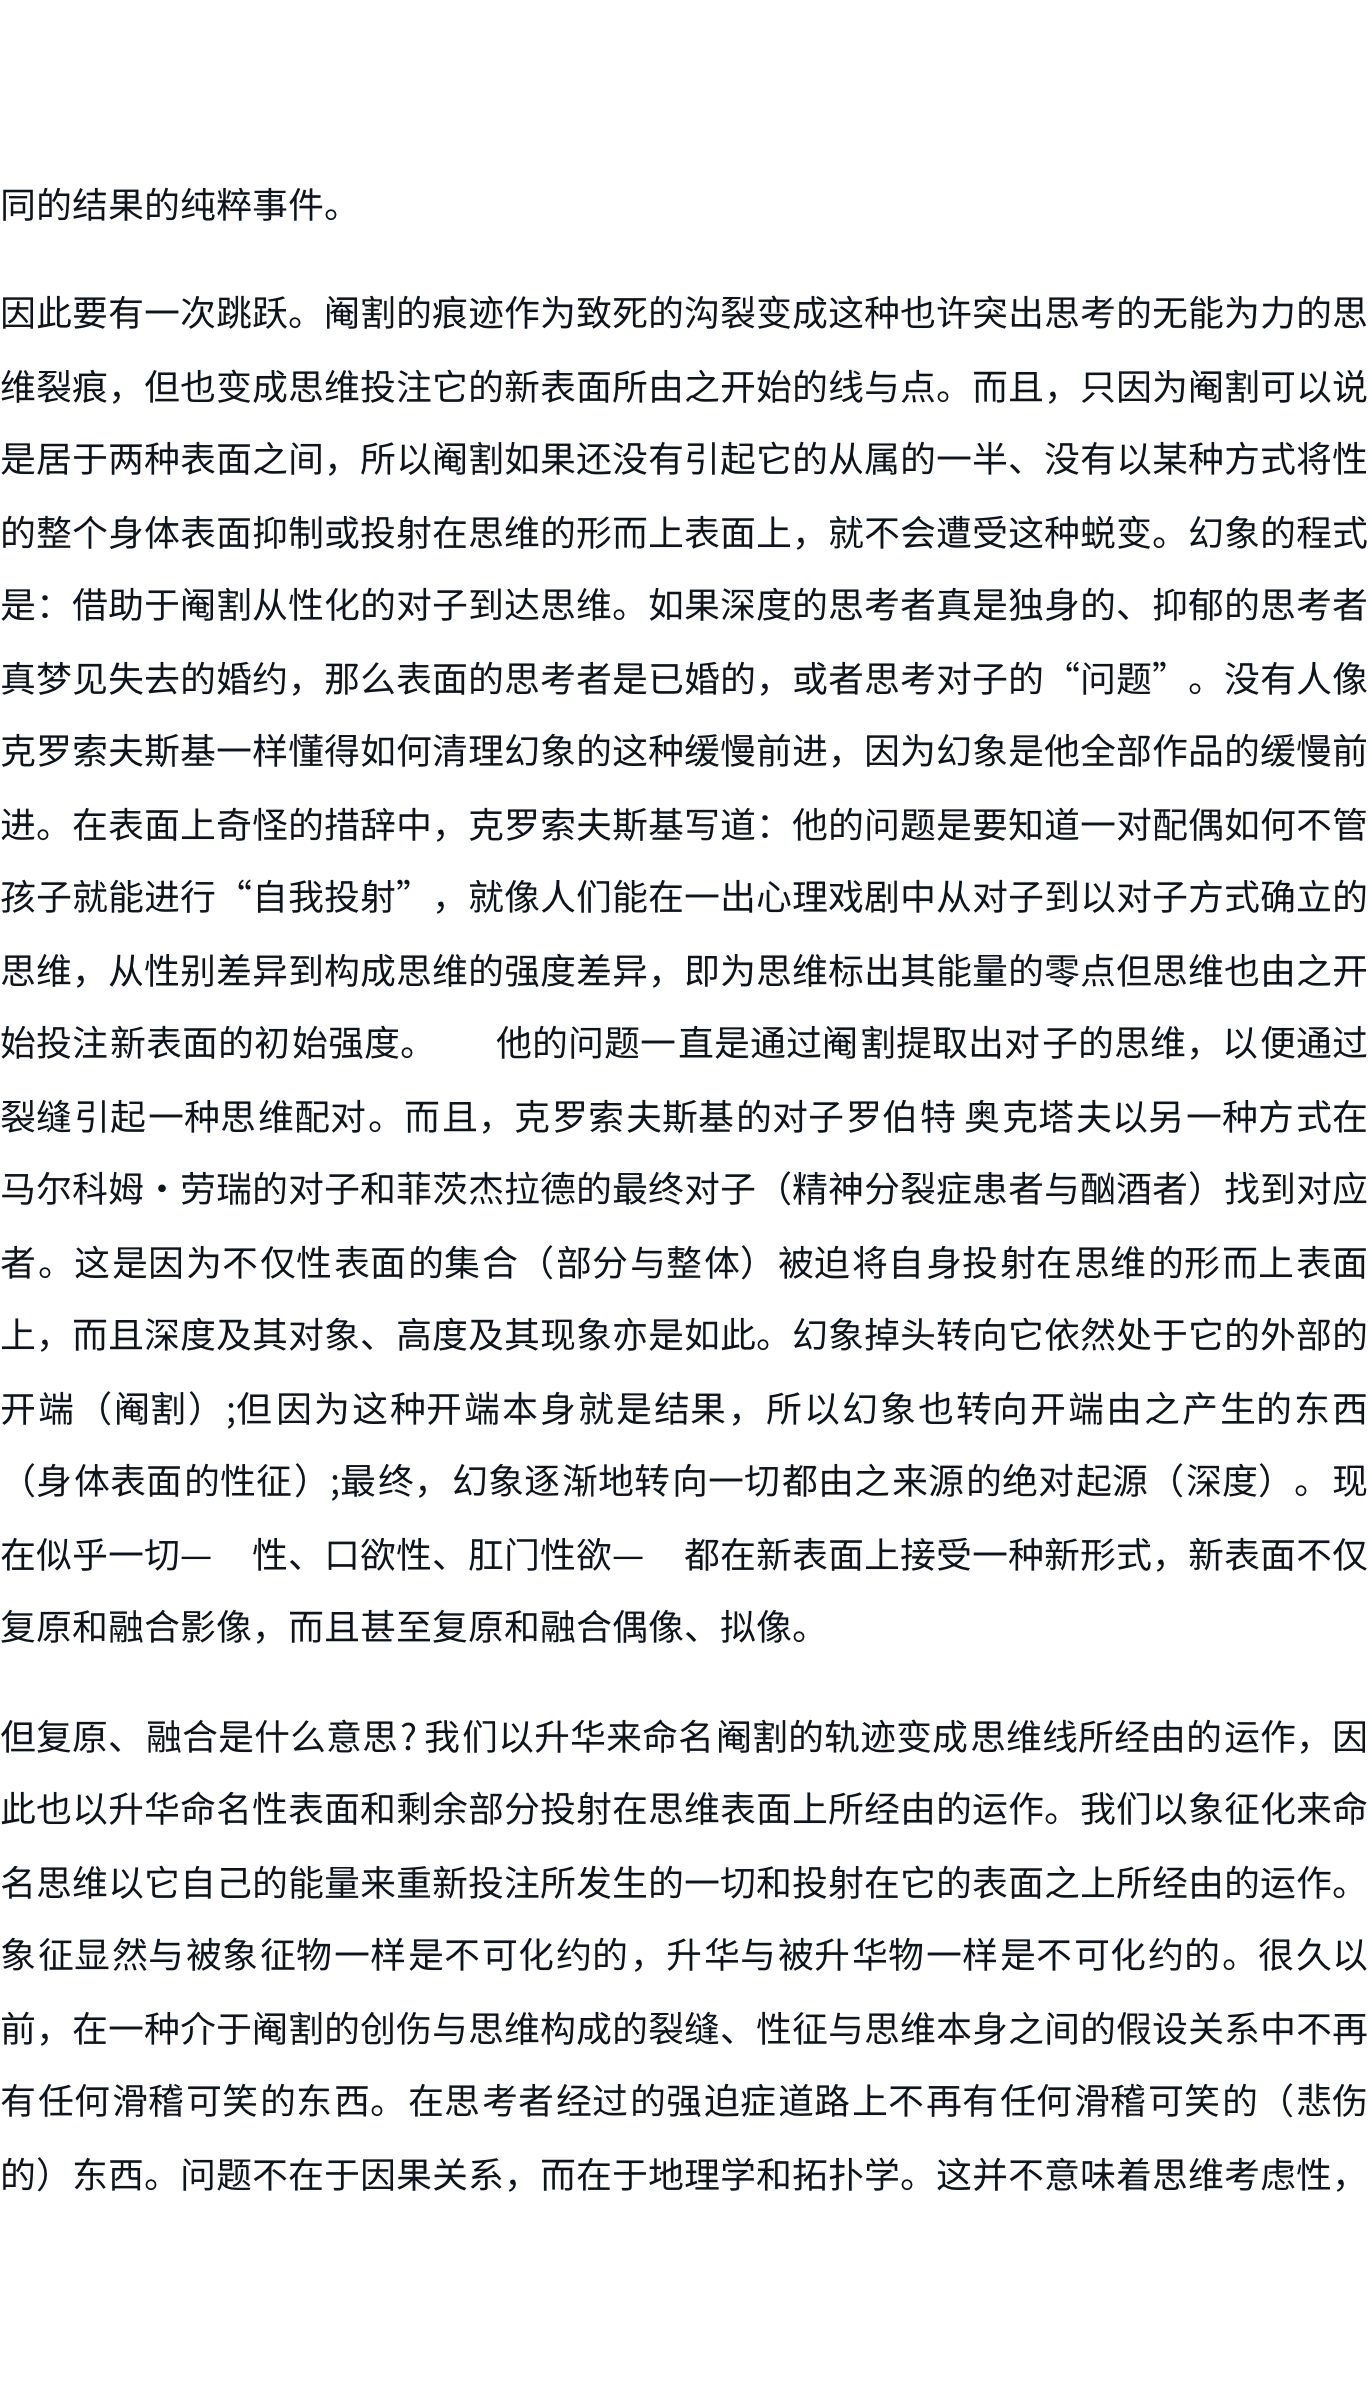 同的结果的纯粹事件。
因此要有一次跳跃。阉割的痕迹作为致死的沟裂变成这种也许突出思考的无能为力的思
维裂痕，但也变成思维投注它的新表面所由之开始的线与点。而且，只因为阉割可以说
是居于两种表面之间，所以阉割如果还没有引起它的从属的一半、没有以某种方式将性
的整个身体表面抑制或投射在思维的形而上表面上，就不会遭受这种蜕变。幻象的程式
是：借助于阉割从性化的对子到达思维。如果深度的思考者真是独身的、抑郁的思考者
真梦见失去的婚约，那么表面的思考者是已婚的，或者思考对子的“问题”。没有人像
克罗索夫斯基一样懂得如何清理幻象的这种缓慢前进，因为幻象是他全部作品的缓慢前
进。在表面上奇怪的措辞中，克罗索夫斯基写道：他的问题是要知道一对配偶如何不管
孩子就能进行“自我投射”，就像人们能在一出心理戏剧中从对子到以对子方式确立的
思维，从性别差异到构成思维的强度差异，即为思维标出其能量的零点但思维也由之开
始投注新表面的初始强度。　　他的问题一直是通过阉割提取出对子的思维，以便通过
裂缝引起一种思维配对。而且，克罗索夫斯基的对子罗伯特 奥克塔夫以另一种方式在
马尔科姆·劳瑞的对子和菲茨杰拉德的最终对子（精神分裂症患者与酗酒者）找到对应
者。这是因为不仅性表面的集合（部分与整体）被迫将自身投射在思维的形而上表面
上，而且深度及其对象、高度及其现象亦是如此。幻象掉头转向它依然处于它的外部的
开端（阉割）;但因为这种开端本身就是结果，所以幻象也转向开端由之产生的东西
（身体表面的性征）;最终，幻象逐渐地转向一切都由之来源的绝对起源（深度）。现
在似乎一切—　性、口欲性、肛门性欲—　都在新表面上接受一种新形式，新表面不仅
复原和融合影像，而且甚至复原和融合偶像、拟像。
但复原、融合是什么意思? 我们以升华来命名阉割的轨迹变成思维线所经由的运作，因
此也以升华命名性表面和剩余部分投射在思维表面上所经由的运作。我们以象征化来命
名思维以它自己的能量来重新投注所发生的一切和投射在它的表面之上所经由的运作。
象征显然与被象征物一样是不可化约的，升华与被升华物一样是不可化约的。很久以
前，在一种介于阉割的创伤与思维构成的裂缝、性征与思维本身之间的假设关系中不再
有任何滑稽可笑的东西。在思考者经过的强迫症道路上不再有任何滑稽可笑的（悲伤
的）东西。问题不在于因果关系，而在于地理学和拓扑学。这并不意味着思维考虑性，